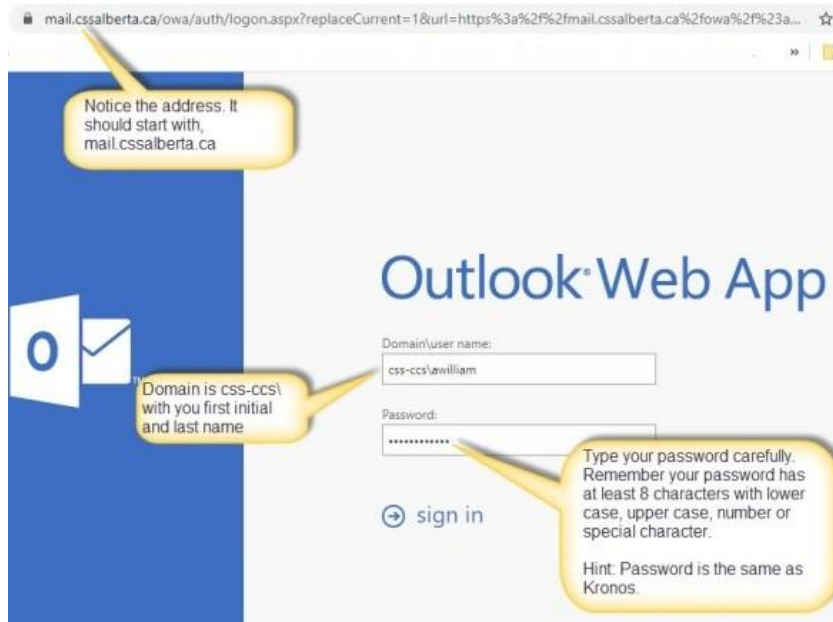 mail.cssalberta.ca/owa/auth/logon.aspx?replaceCurrent=1&url=https%3a%2f%2fmail.cssalberta.ca%2fowa%2f%23a...
»
Notice the address. It
should start with,
mail.cssalberta.ca
Outlook® Web App
Domain\user name:
css-ccs\awilliam
Domain is css-ccs\
with you first initial
and last name
Password:
••••••••••••
Type your password carefully.
Remember your password has
at least 8 characters with lower
case, upper case, number or
special character.
Hint: Password is the same as
Kronos.
sign in